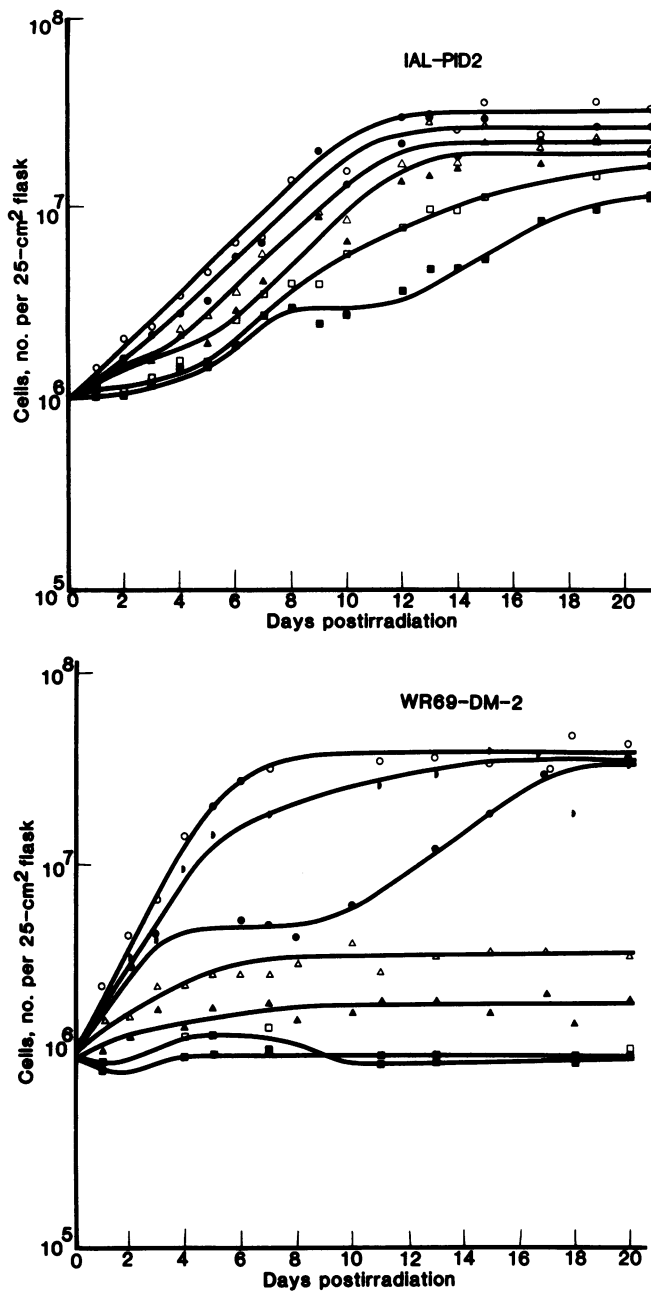 10⁸
IAL-PID2
10⁷
Cells, no. per 25-cm² flask
10⁶
10⁵
0 2 4 6 8 10 12 14 16 18 20
Days postirradiation
10⁸
WR69-DM-2
10⁷
Cells, no. per 25-cm² flask
10⁶
10⁵
0 2 4 6 8 10 12 14 16 18 20
Days postirradiation